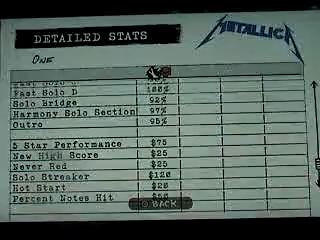 DETAILED STATS
METALLICA
ONE
Fast Solo D 100%
Solo Bridge 92%
Harmony Solo Section 97%
Outro 95%
5 Star Performance $75
New High Score $25
Never Red $25
Solo Streaker $120
Hot Start $20
Percent Notes Hit
BACK